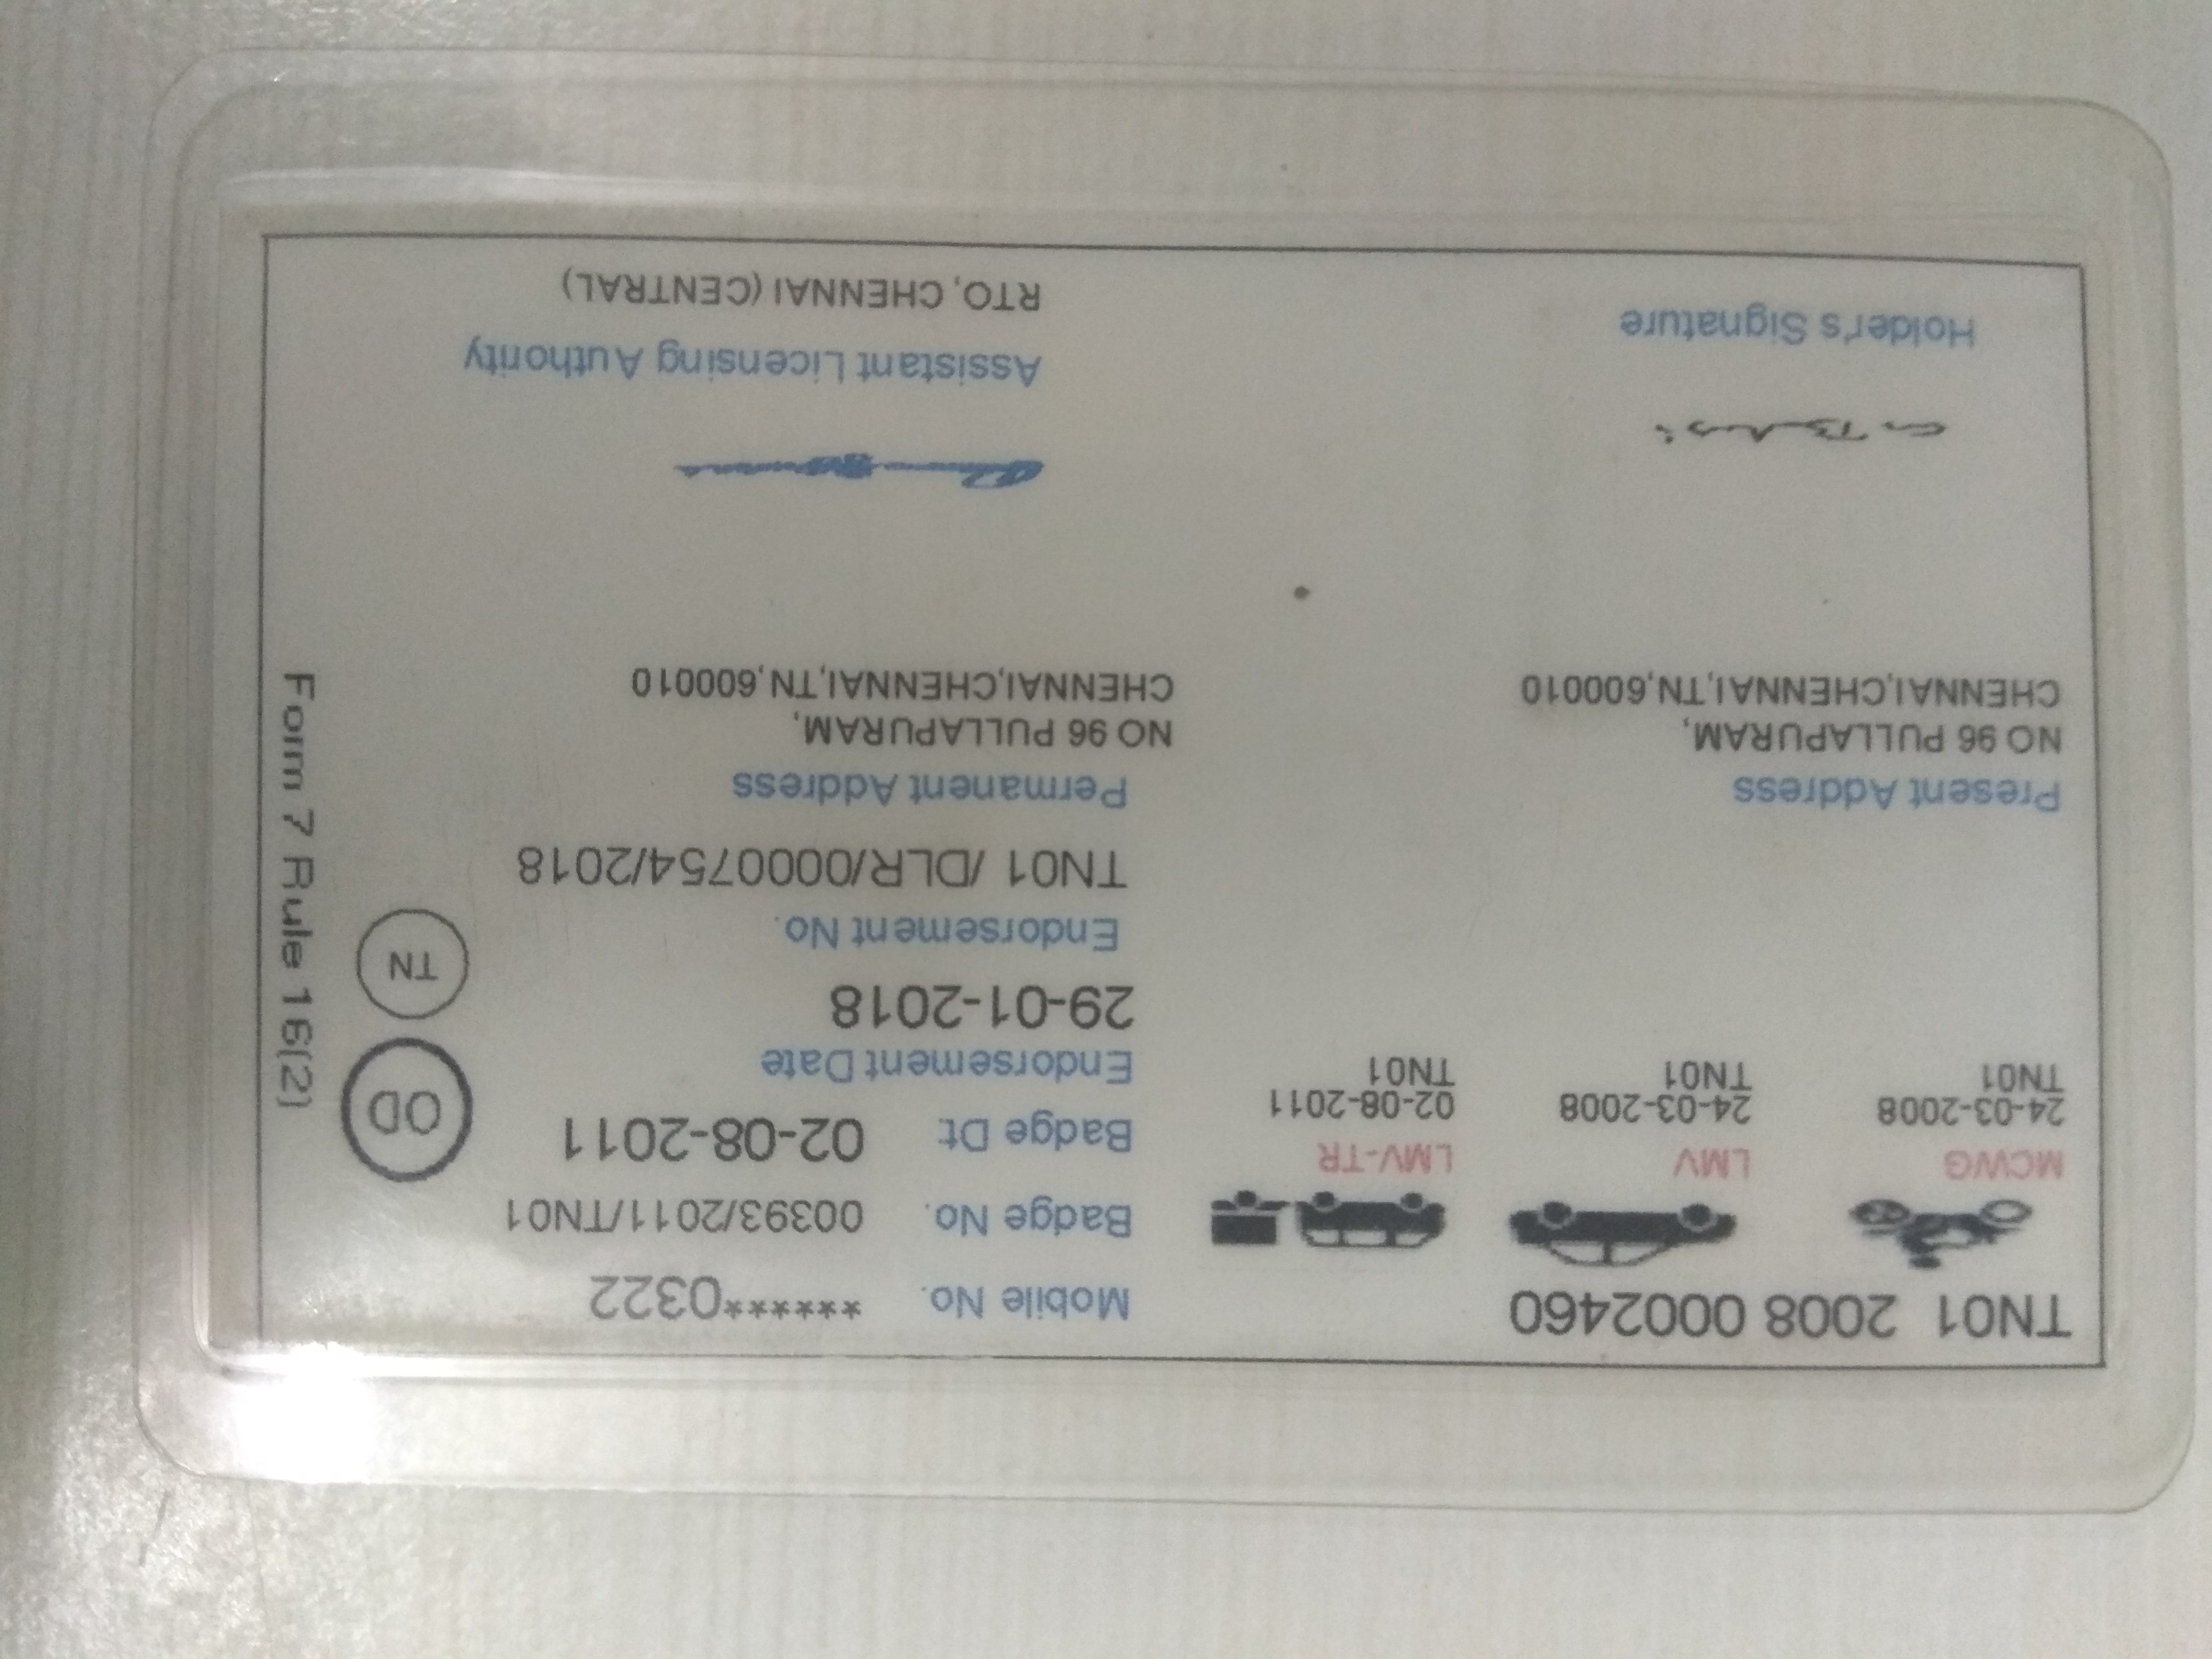 TN01 2008 0002460
MCWG
24-03-2008
TN01
LMV
24-03-2008
TN01
LMV-TR
02-08-2011
TN01
Mobile No. ******0322
Badge No. 00393/2011/TN01
Badge Dt 02-08-2011
Endorsement Date
29-01-2018
Endorsement No.
TN01 /DLR/0000754/2018
OD
TN
Form 7 Rule 16(2)
Present Address
NO 96 PULLAPURAM,
CHENNAI,CHENNAI,TN,600010
Permanent Address
NO 96 PULLAPURAM,
CHENNAI,CHENNAI,TN,600010
Holder's Signature
Assistant Licensing Authority
RTO, CHENNAI (CENTRAL)